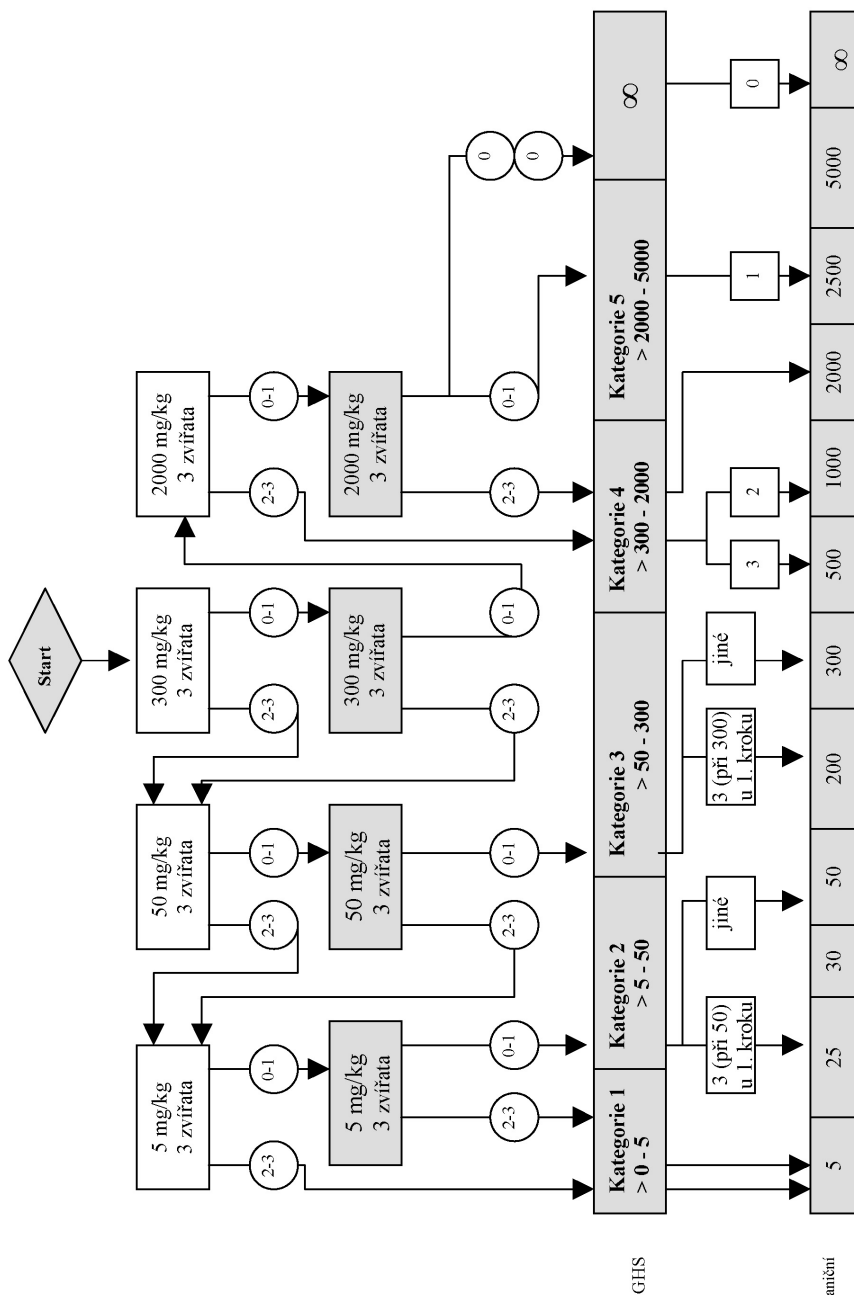 Start
5 mg/kg
3 zvířata
50 mg/kg
3 zvířata
300 mg/kg
3 zvířata
2000 mg/kg
3 zvířata
2-3
0-1
2-3
0-1
2-3
0-1
2-3
0-1
5 mg/kg
3 zvířata
50 mg/kg
3 zvířata
300 mg/kg
3 zvířata
2000 mg/kg
3 zvířata
2-3
0-1
2-3
0-1
2-3
0-1
2-3
0-1
0
0
GHS
Kategorie 1
> 0 - 5
Kategorie 2
> 5 - 50
Kategorie 3
> 50 - 300
Kategorie 4
> 300 - 2000
Kategorie 5
> 2000 - 5000
∞
3 (při 50)
u 1. kroku
jiné
3 (při 300)
u 1. kroku
jiné
3
2
1
0
aniční
5
25
30
50
200
300
500
1000
2000
2500
5000
∞